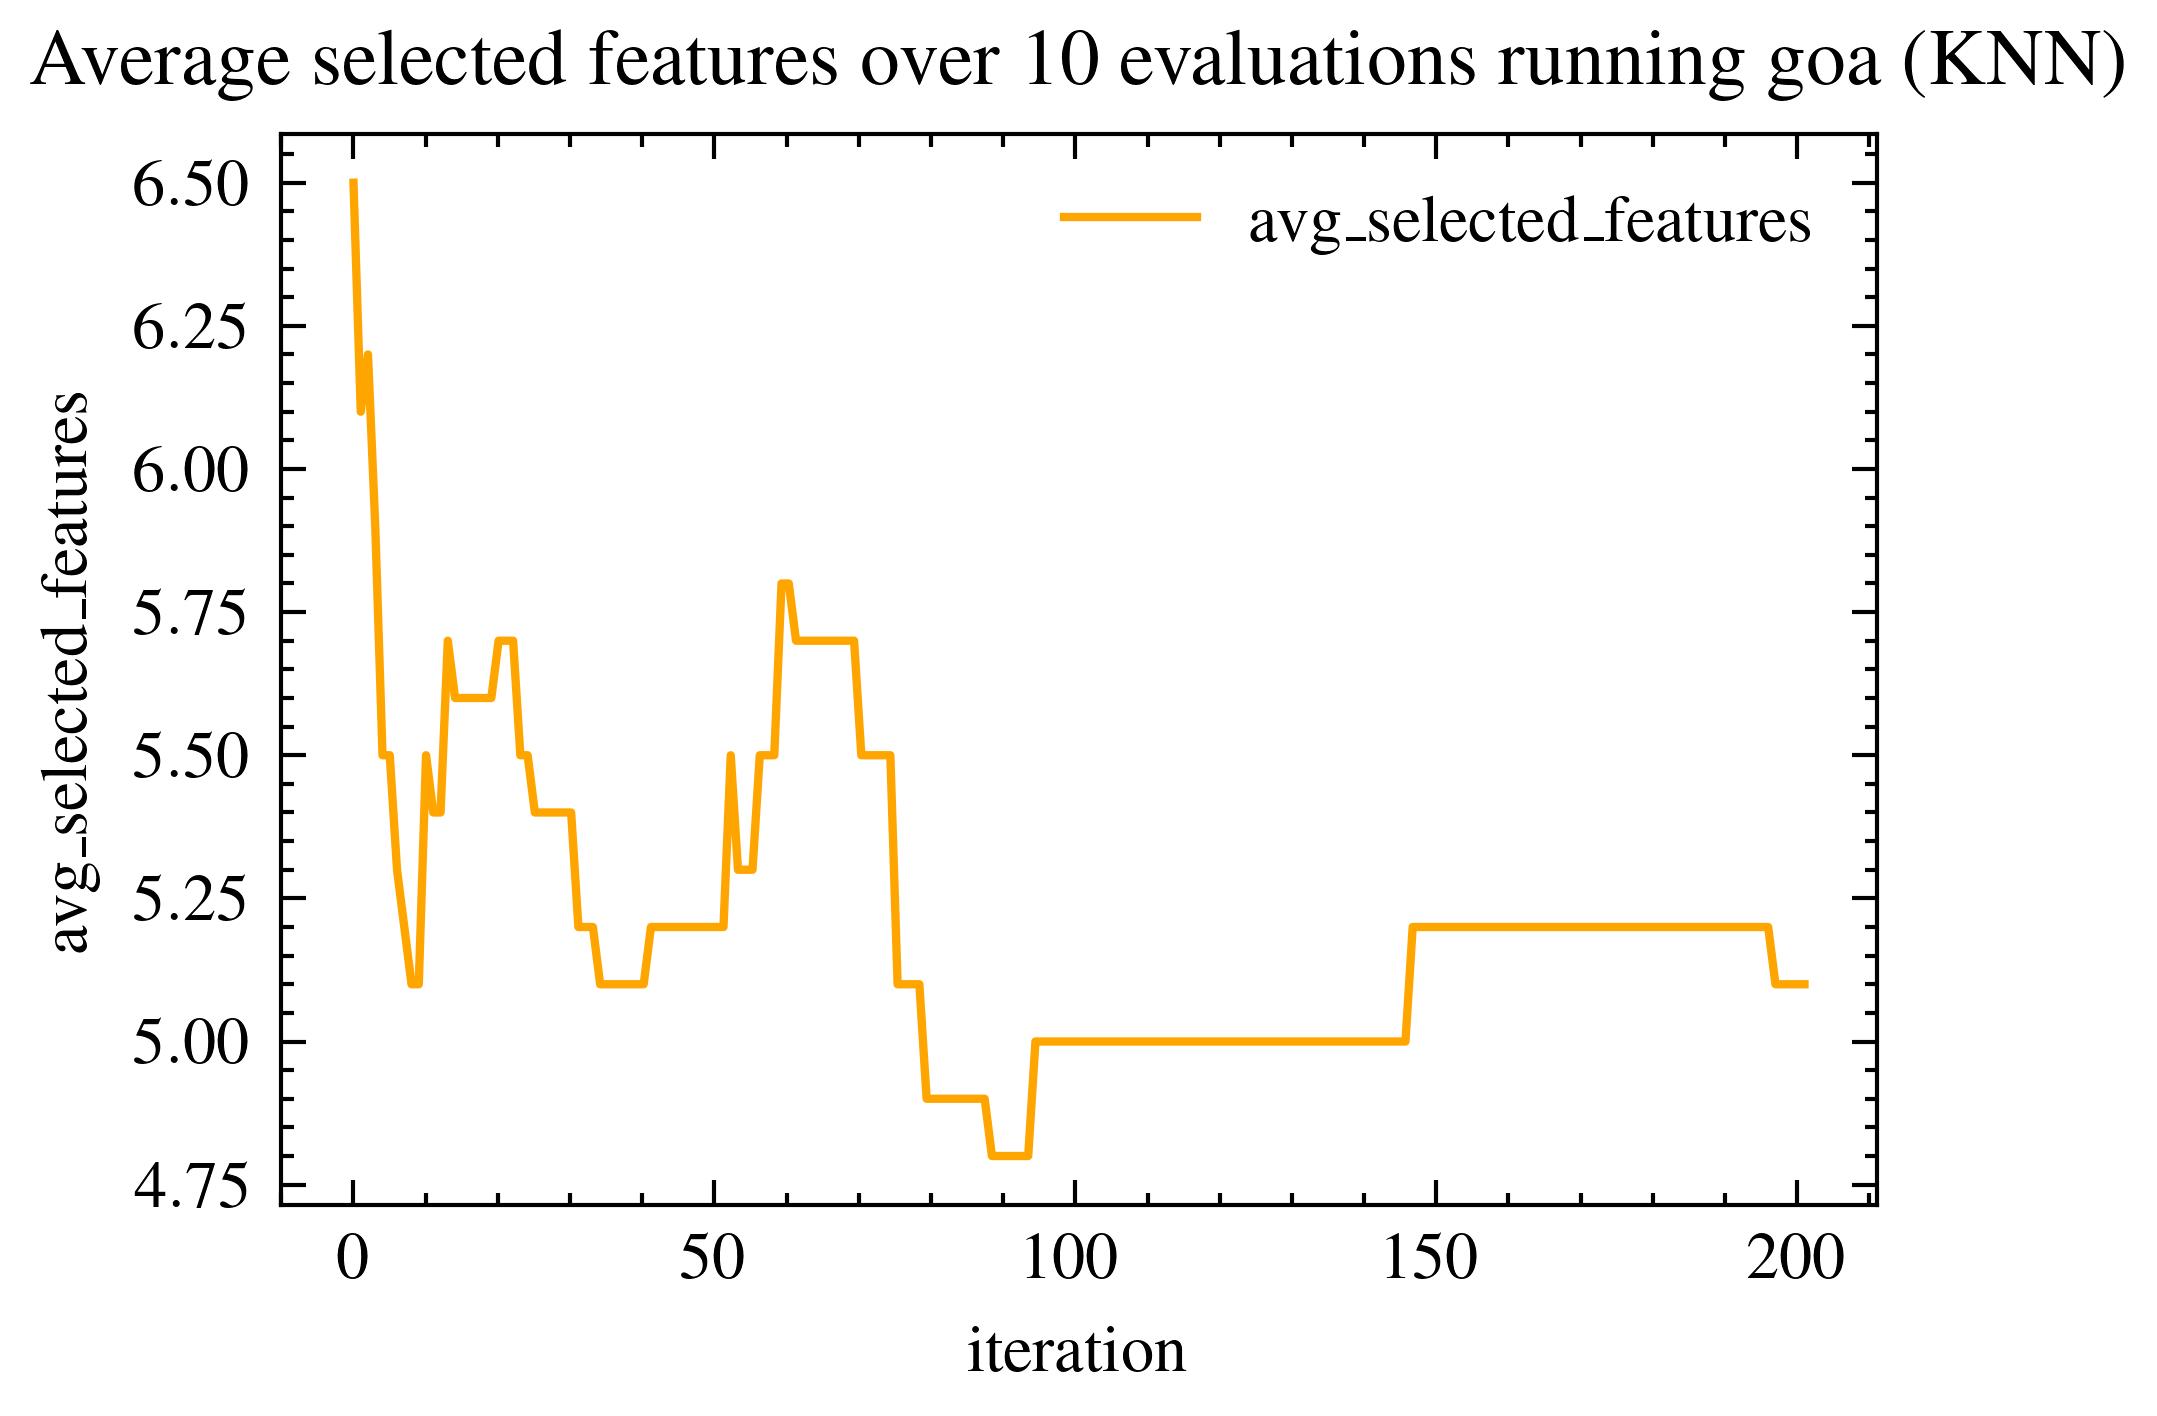 Average selected features over 10 evaluations running goa (KNN)
avg_selected_features
6.50
6.25
6.00
5.75
5.50
5.25
5.00
4.75
avg_selected_features
0 50 100 150 200
iteration